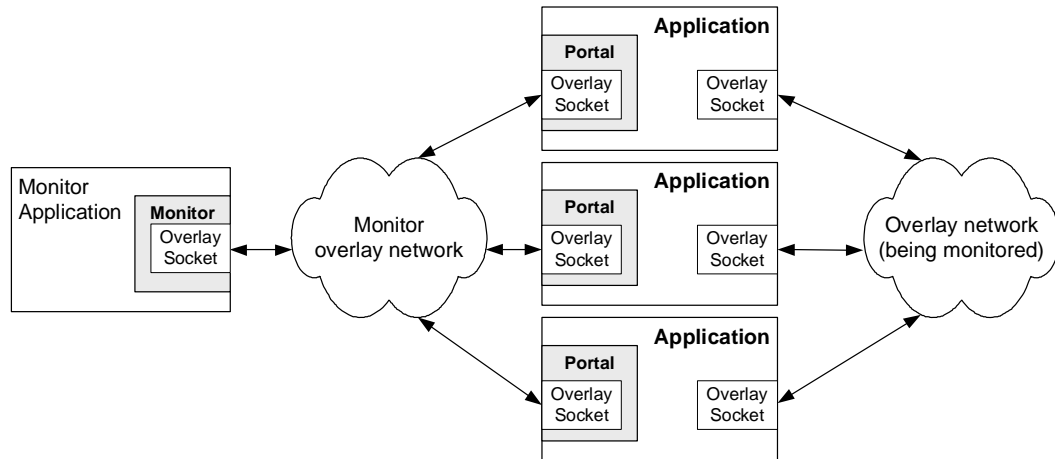 Application
Portal
Overlay
Socket
Overlay
Socket
Monitor
Application
Monitor
Overlay
Socket
Monitor
overlay network
Application
Portal
Overlay
Socket
Overlay
Socket
Overlay network
(being monitored)
Application
Portal
Overlay
Socket
Overlay
Socket